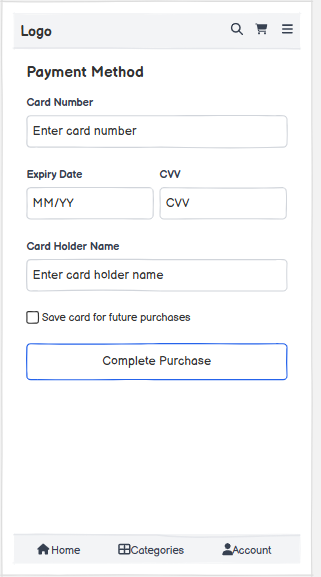 Logo
Payment Method
Card Number
Enter card number
Expiry Date CVV
MM/YY CVV
Card Holder Name
Enter card holder name
Save card for future purchases
Complete Purchase
Home Categories Account